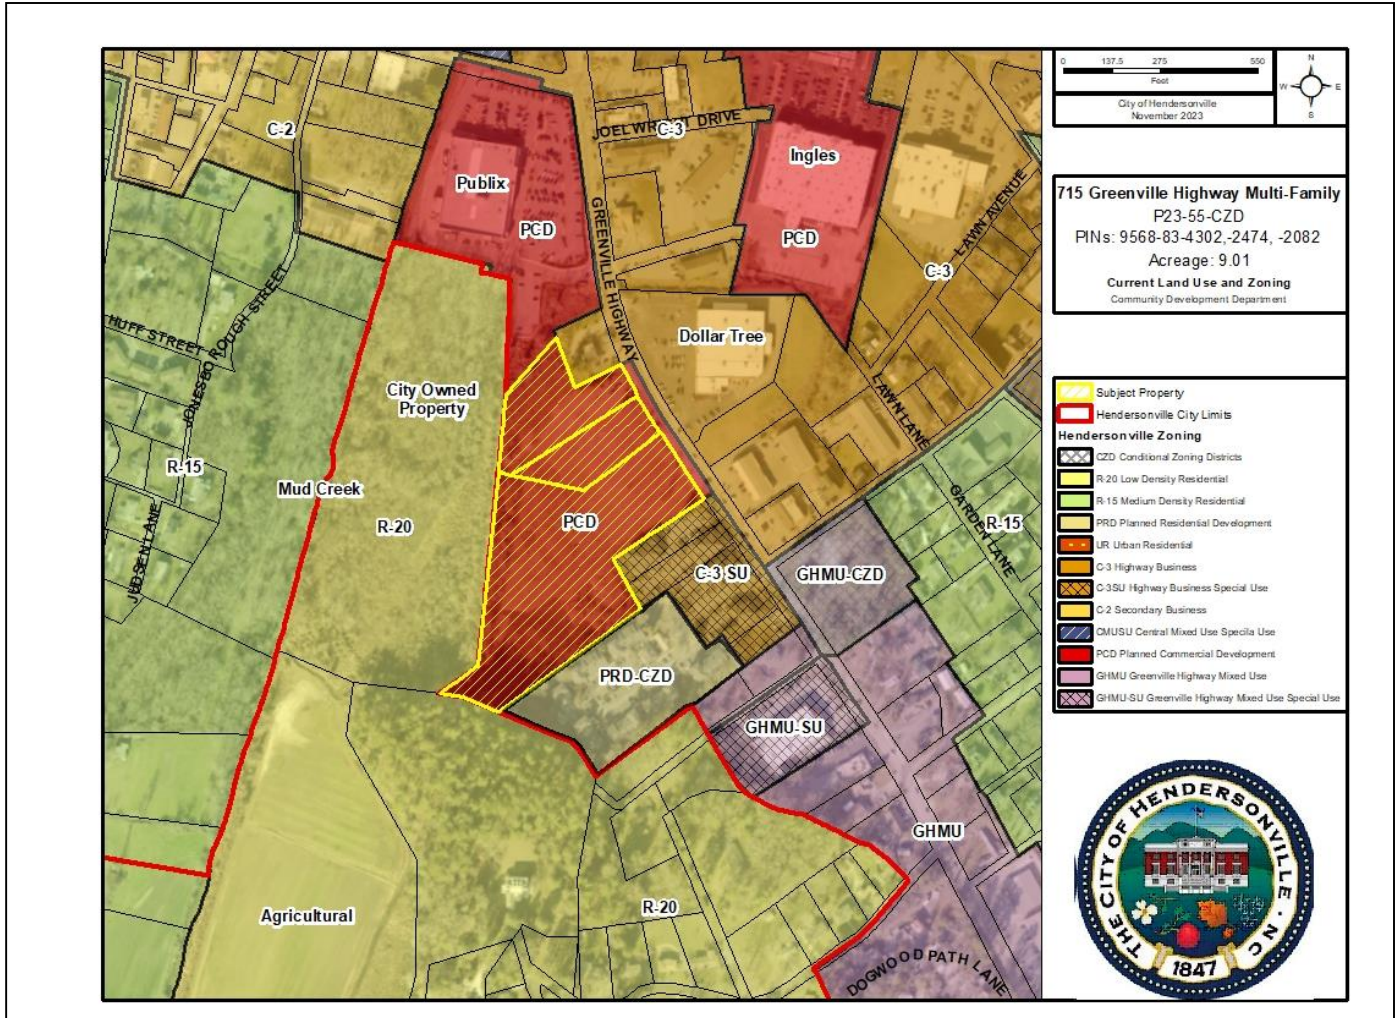 C-2
JOEL WRIGHT DRIVE
C-3
Ingles
Publix
PCD
PCD
GREENVILLE HIGHWAY
LAWN AVENUE
C-3
HUFF STREET
JONESBOROUGH STREET
Dollar Tree
City Owned
Property
LAWN LANE
R-15
Mud Creek
R-20
PCD
GARDEN LANE
R-15
JUDSEN LANE
C-3 SU
GHMU-CZD
PRD-CZD
GHMU-SU
GHMU
Agricultural
R-20
DOGWOOD PATH LANE
0 137.5 275 550
Feet
N
W E
S
City of Hendersonville
November 2023
715 Greenville Highway Multi-Family
P23-55-CZD
PINs: 9568-83-4302,-2474, -2082
Acreage: 9.01
Current Land Use and Zoning
Community Development Department
Subject Property
Hendersonville City Limits
Hendersonville Zoning
CZD Conditional Zoning Districts
R-20 Low Density Residential
R-15 Medium Density Residential
PRD Planned Residential Development
UR Urban Residential
C-3 Highway Business
C-3SU Highway Business Special Use
C-2 Secondary Business
CMUSU Central Mixed Use Specila Use
PCD Planned Commercial Development
GHMU Greenville Highway Mixed Use
GHMU-SU Greenville Highway Mixed Use Special Use
THE CITY OF HENDERSONVILLE · NC
1847